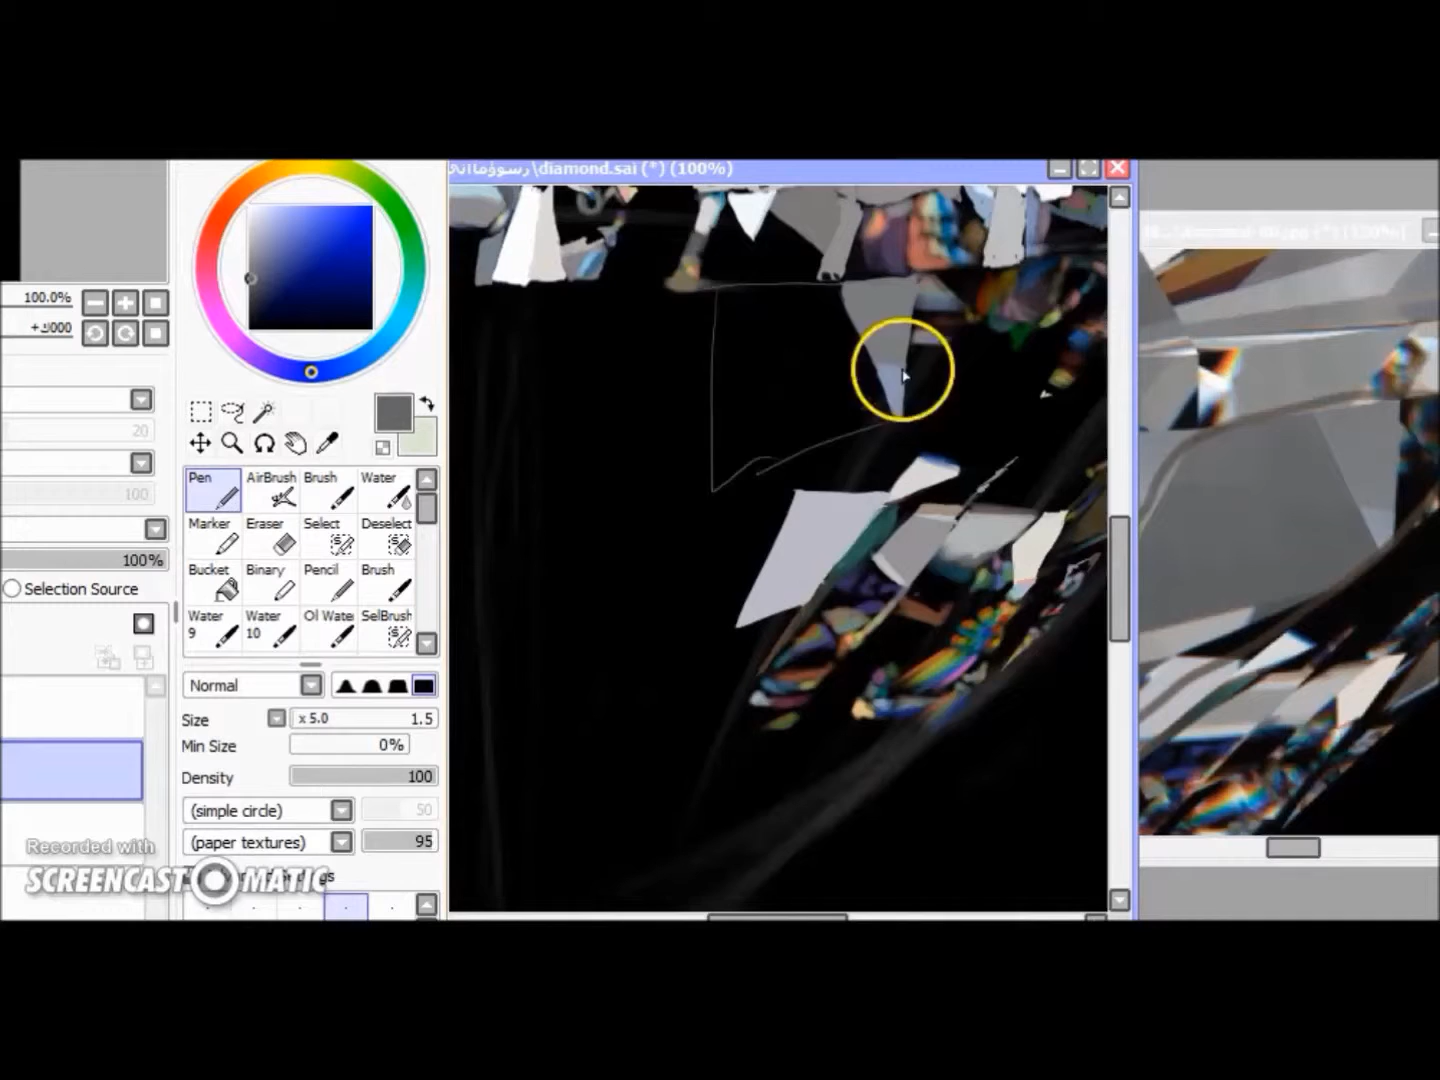 رسوؤماتى\diamond.sai (*) (100%)
100.0%
20
100
100%
Selection Source
Pen
AirBrush
Brush
Water
Marker
Eraser
Select
Deselect
Bucket
Binary
Pencil
Brush
Water 9
Water 10
Ol Wate
SelBrush
Normal
Size
x 5.0
1.5
Min Size
0%
Density
100
(simple circle)
50
(paper textures)
95
Recorded with
SCREENCAST-O-MATIC